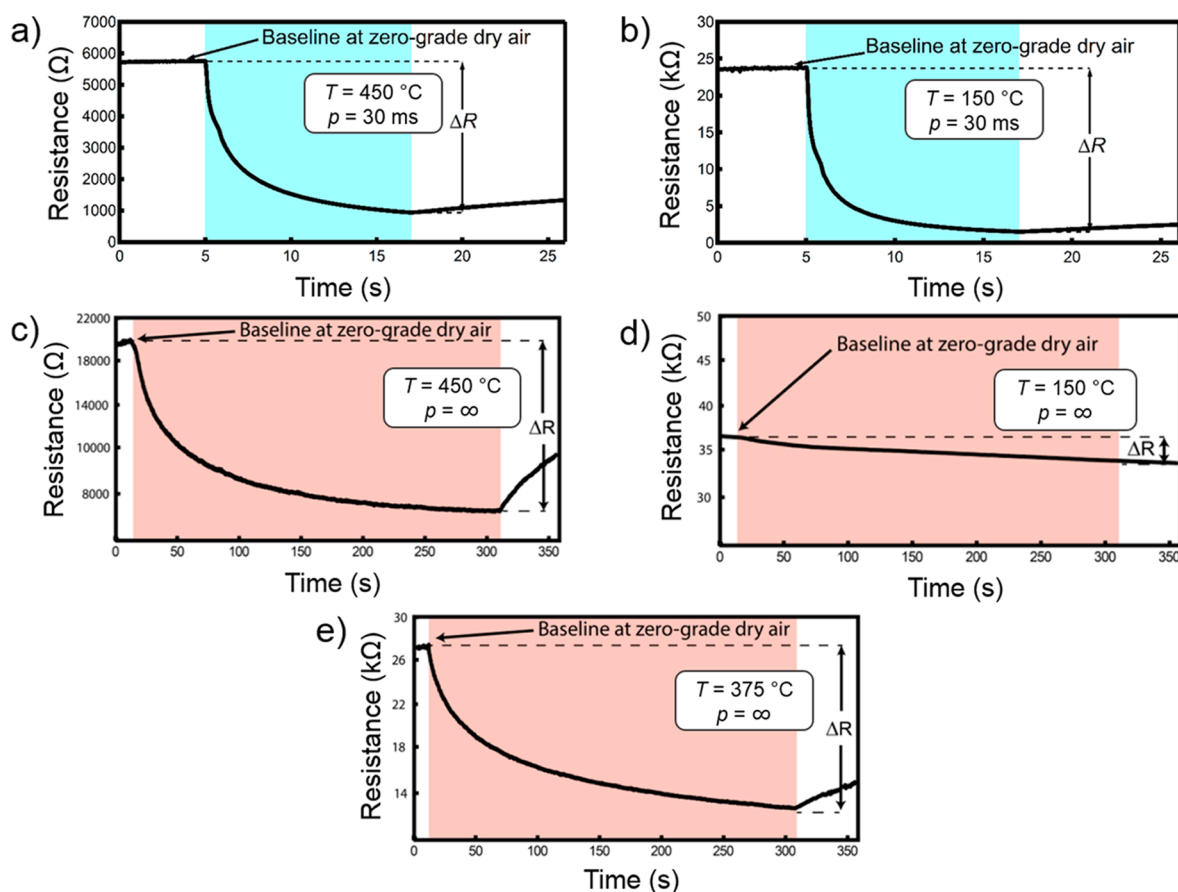 a)
Resistance (Ω)
7000
6000
5000
4000
3000
2000
1000
0
Baseline at zero-grade dry air
T = 450 °C
p = 30 ms
ΔR
0 5 10 15 20 25
Time (s)
b)
Resistance (kΩ)
30
25
20
15
10
5
0
Baseline at zero-grade dry air
T = 150 °C
p = 30 ms
ΔR
0 5 10 15 20 25
Time (s)
c)
Resistance (Ω)
22000
18000
14000
10000
8000
Baseline at zero-grade dry air
T = 450 °C
p = ∞
ΔR
0 50 100 150 200 250 300 350
Time (s)
d)
Resistance (kΩ)
50
45
40
35
30
Baseline at zero-grade dry air
T = 150 °C
p = ∞
ΔR
0 50 100 150 200 250 300 350
Time (s)
e)
Resistance (kΩ)
30
26
22
18
14
Baseline at zero-grade dry air
T = 375 °C
p = ∞
ΔR
0 50 100 150 200 250 300 350
Time (s)